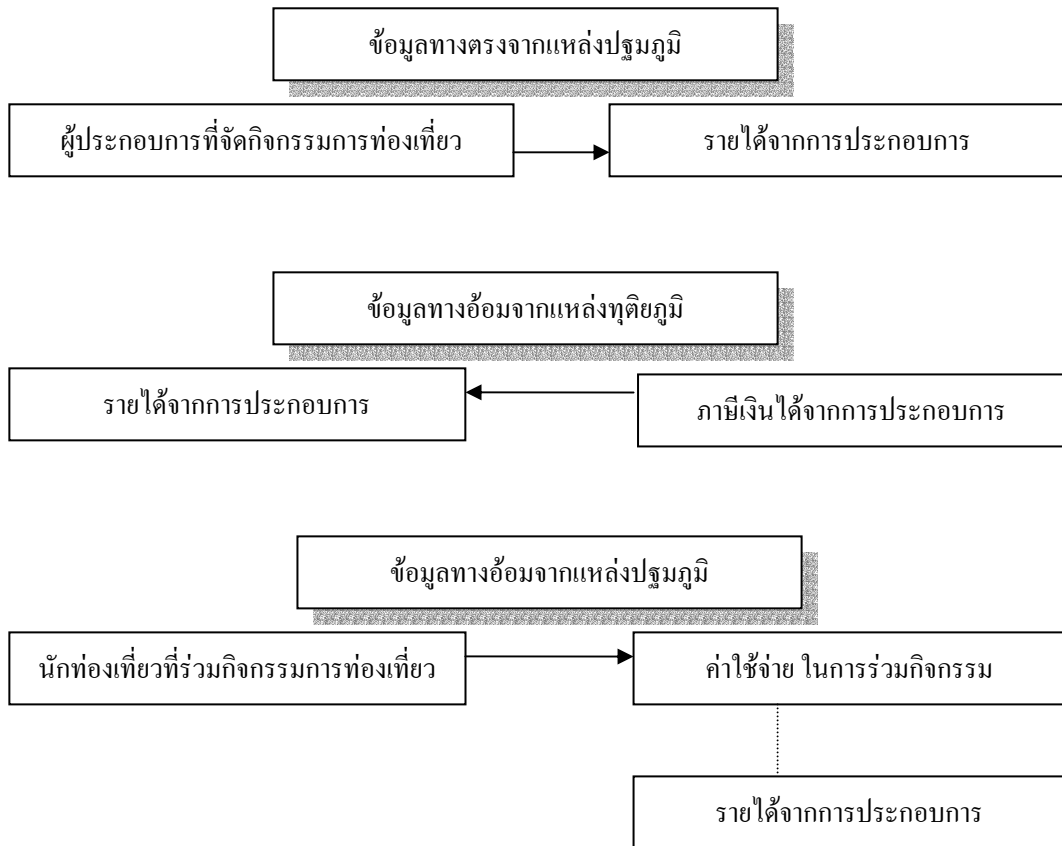 ข้อมูลทางตรงจากแหล่งปฐมภูมิ
ผู้ประกอบการที่จัดกิจกรรมการท่องเที่ยว
รายได้จากการประกอบการ
ข้อมูลทางอ้อมจากแหล่งทุติยภูมิ
รายได้จากการประกอบการ
ภาษีเงินได้จากการประกอบการ
ข้อมูลทางอ้อมจากแหล่งปฐมภูมิ
นักท่องเที่ยวที่ร่วมกิจกรรมการท่องเที่ยว
ค่าใช้จ่าย ในการร่วมกิจกรรม
รายได้จากการประกอบการ